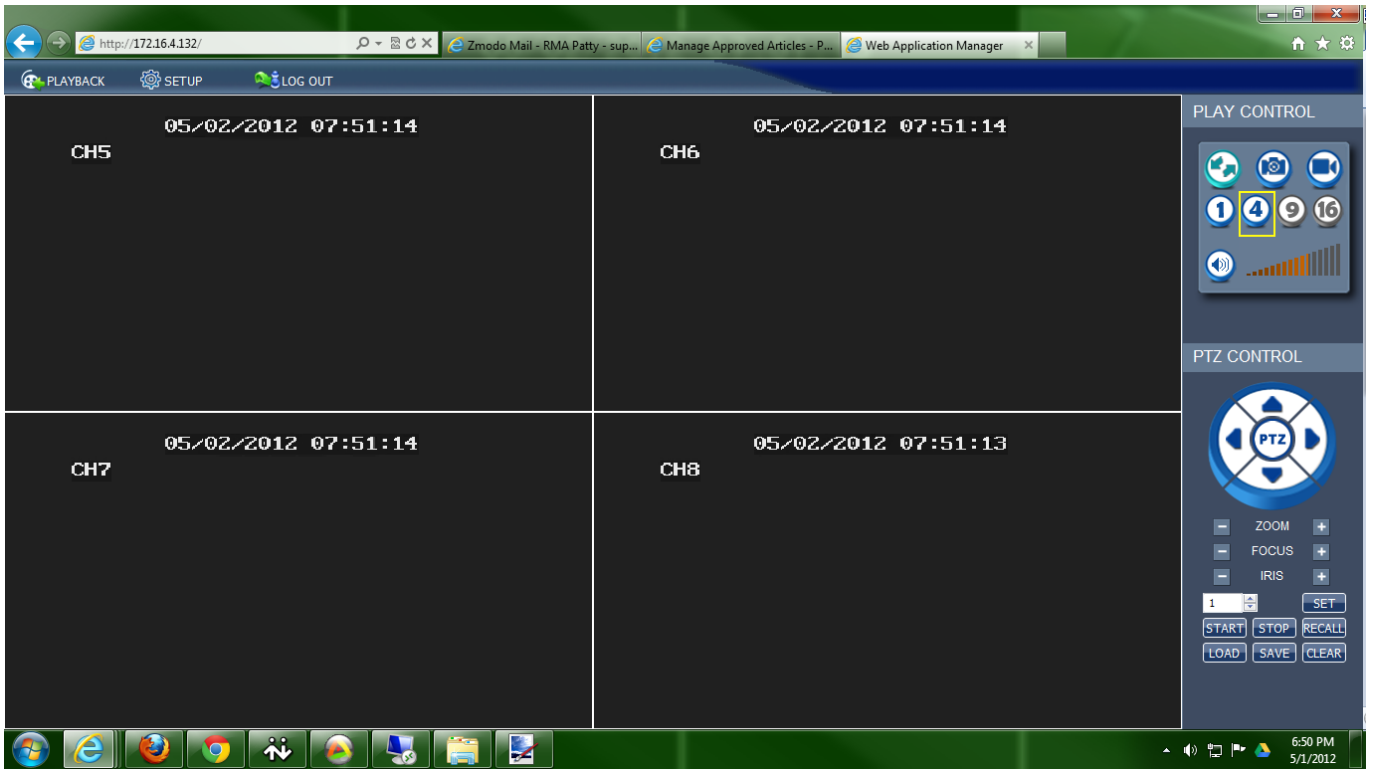 http://172.16.4.132/
Zmodo Mail - RMA Patty - sup...
Manage Approved Articles - P...
Web Application Manager
PLAYBACK
SETUP
LOG OUT
05/02/2012 07:51:14
CH5
05/02/2012 07:51:14
CH6
05/02/2012 07:51:14
CH7
05/02/2012 07:51:13
CH8
PLAY CONTROL
1 4 9 16
PTZ CONTROL
PTZ
- ZOOM +
- FOCUS +
- IRIS +
1 SET
START STOP RECALL
LOAD SAVE CLEAR
6:50 PM
5/1/2012